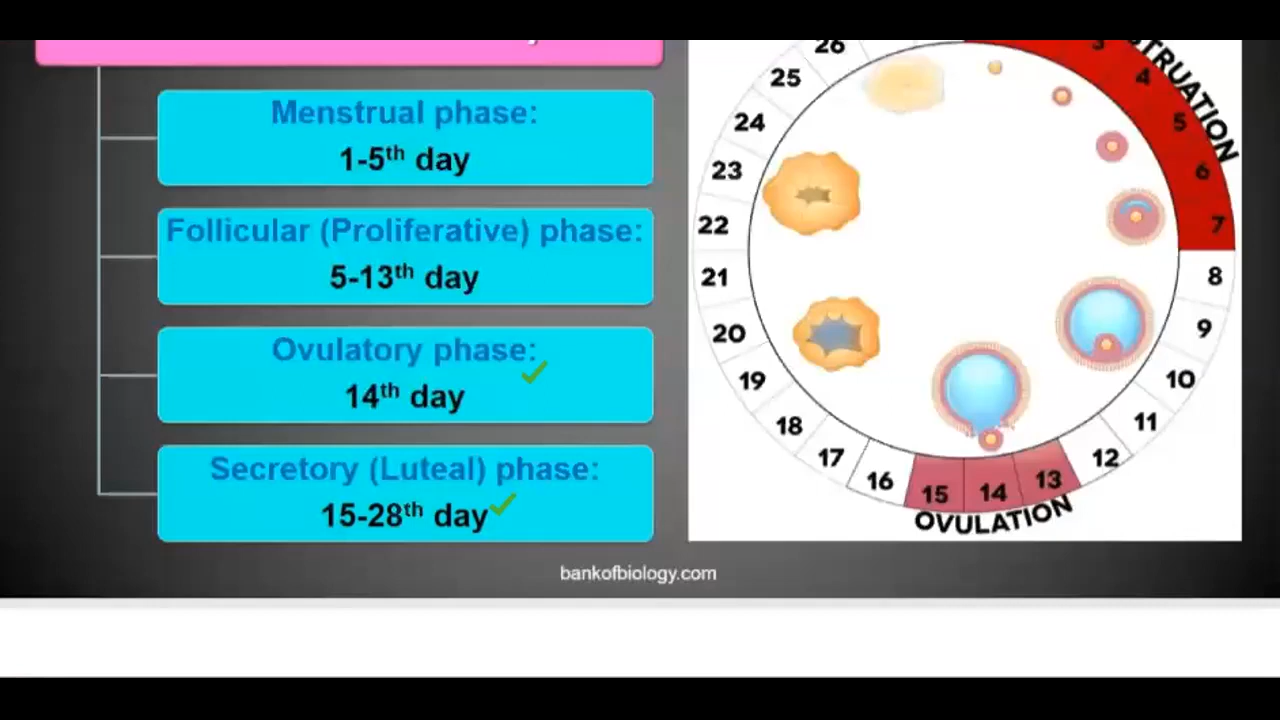 Menstrual phase:
1-5th day
Follicular (Proliferative) phase:
5-13th day
Ovulatory phase:
14th day
Secretory (Luteal) phase:
15-28th day
3
4
5
6
7
8
9
10
11
12
13
14
15
16
17
18
19
20
21
22
23
24
25
26
OVULATION
bankofbiology.com